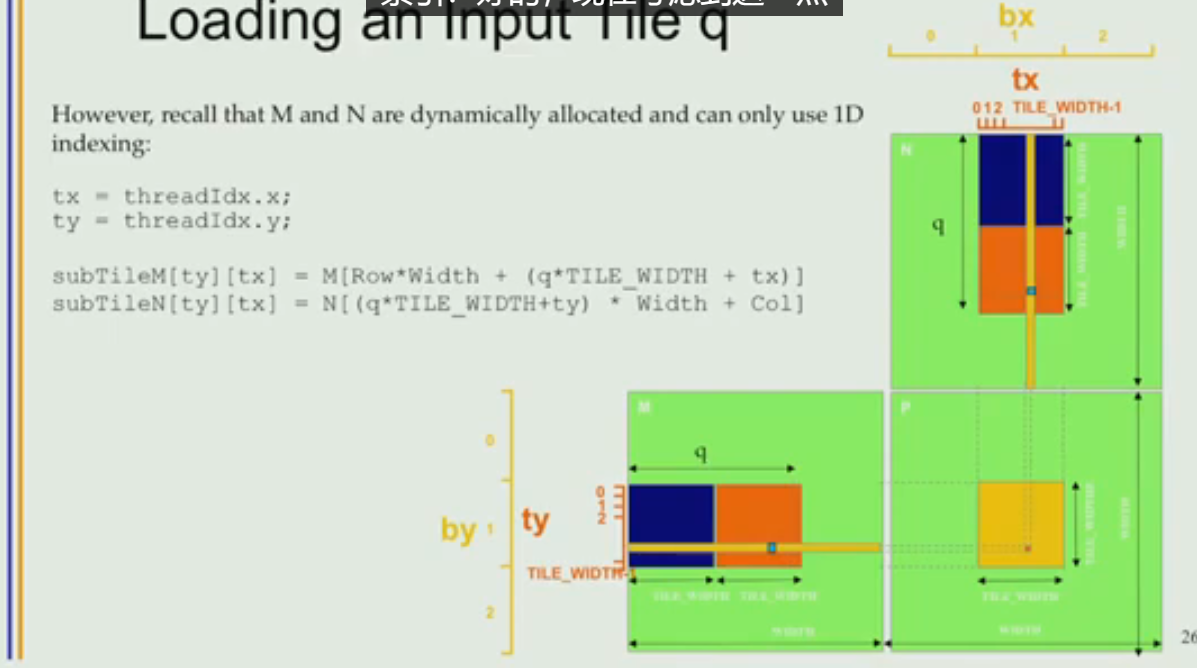 Loading an Input Tile q
However, recall that M and N are dynamically allocated and can only use 1D
indexing:
tx = threadIdx.x;
ty = threadIdx.y;
subTileM[ty][tx] = M[Row*Width + (q*TILE_WIDTH + tx)]
subTileN[ty][tx] = N[(q*TILE_WIDTH+ty) * Width + Col]
bx
0 1 2
tx
0 1 2 TILE_WIDTH-1
N
q
TILE_WIDTH
TILE_WIDTH
WIDTH
M
q
P
by
0
1
2
ty
0
1
2
TILE_WIDTH-1
TILE_WIDTH TILE_WIDTH
WIDTH
TILE_WIDTH
WIDTH
TILE_WIDTH
WIDTH
26